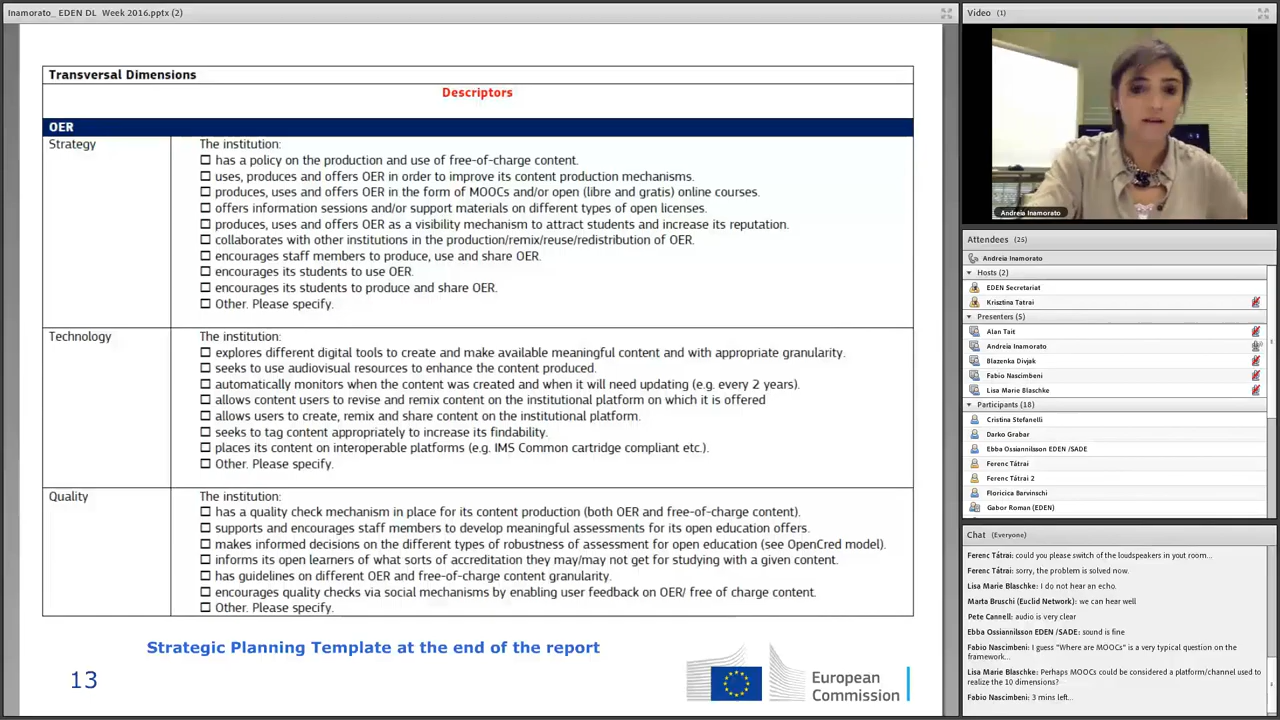 Inamorato_ EDEN DL  Week 2016.pptx (2)
Transversal Dimensions
Descriptors
OER
Strategy
The institution:
has a policy on the production and use of free-of-charge content.
uses, produces and offers OER in order to improve its content production mechanisms.
produces, uses and offers OER in the form of MOOCs and/or open (libre and gratis) online courses.
offers information sessions and/or support materials on different types of open licenses.
produces, uses and offers OER as a visibility mechanism to attract students and increase its reputation.
collaborates with other institutions in the production/remix/reuse/redistribution of OER.
encourages staff members to produce, use and share OER.
encourages its students to use OER.
encourages its students to produce and share OER.
Other. Please specify.
Technology
The institution:
explores different digital tools to create and make available meaningful content and with appropriate granularity.
seeks to use audiovisual resources to enhance the content produced.
automatically monitors when the content was created and when it will need updating (e.g. every 2 years).
allows content users to revise and remix content on the institutional platform on which it is offered
allows users to create, remix and share content on the institutional platform.
seeks to tag content appropriately to increase its findability.
places its content on interoperable platforms (e.g. IMS Common cartridge compliant etc.).
Other. Please specify.
Quality
The institution:
has a quality check mechanism in place for its content production (both OER and free-of-charge content).
supports and encourages staff members to develop meaningful assessments for its open education offers.
makes informed decisions on the different types of robustness of assessment for open education (see OpenCred model).
informs its open learners of what sorts of accreditation they may/may not get for studying with a given content.
has guidelines on different OER and free-of-charge content granularity.
encourages quality checks via social mechanisms by enabling user feedback on OER/ free of charge content.
Other. Please specify.
Strategic Planning Template at the end of the report
13
European
Commission
Video (1)
Andreia Inamorato
Attendees (25)
Andreia Inamorato
Hosts (2)
EDEN Secretariat
Krisztina Tatrai
Presenters (5)
Alan Tait
Andreia Inamorato
Blazenka Divjak
Fabio Nascimbeni
Lisa Marie Blaschke
Participants (18)
Cristina Stefanelli
Darko Grabar
Ebba Ossiannilsson EDEN /SADE
Ferenc Tátrai
Ferenc Tátrai 2
Floricica Barvinschi
Gabor Roman (EDEN)
Chat (Everyone)
Ferenc Tátrai: could you please switch of the loudspeakers in yout room...
Ferenc Tátrai: sorry, the problem is solved now.
Lisa Marie Blaschke: I do not hear an echo.
Marta Bruschi (Euclid Network): we can hear well
Pete Cannell: audio is very clear
Ebba Ossiannilsson EDEN /SADE: sound is fine
Fabio Nascimbeni: I guess "Where are MOOCs" is a very typical question on the
framework...
Lisa Marie Blaschke: Perhaps MOOCs could be considered a platform/channel used to
realize the 10 dimensions?
Fabio Nascimbeni: 3 mins left...